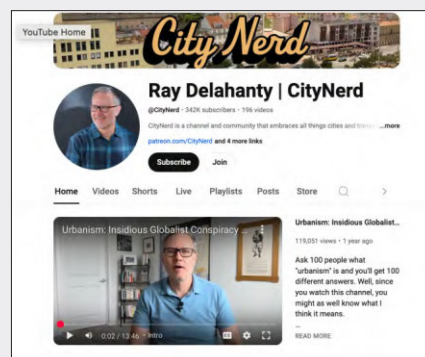 YouTube Home
City Nerd
Ray Delahanty | CityNerd
@CityNerd · 342K subscribers · 196 videos
CityNerd is a channel and community that embraces all things cities and ...more
patreon.com/CityNerd and 4 more links
Subscribe Join
Home Videos Shorts Live Playlists Posts Store
Urbanism: Insidious Globalist Conspiracy ...
0:02 / 13:46 · Intro
Urbanism: Insidious Globalist...
119,051 views · 1 year ago
Ask 100 people what
"urbanism" is and you'll get 100
different answers. Well, since
you watch this channel, you
might as well know what I
think it means.
...
READ MORE